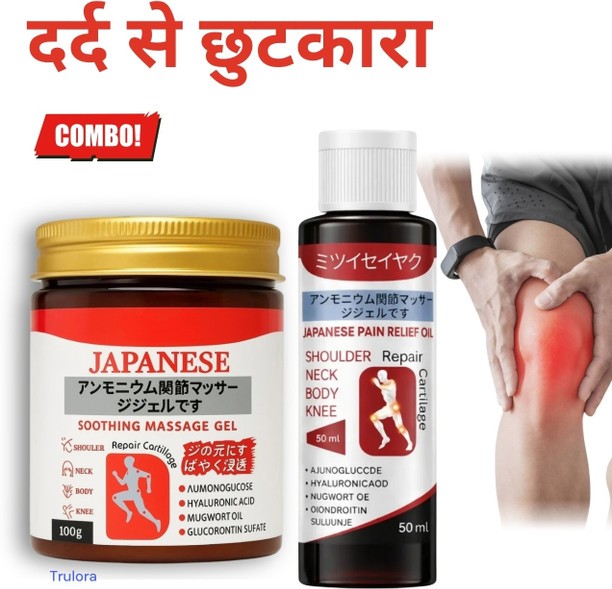 दर्द से छुटकारा
COMBO!
JAPANESE
アンモニウム関節マッサー
ジジェルです
SOOTHING MASSAGE GEL
SHOULER
NECK
BODY
KNEE
Repair Cartillage
ジの元にす
ばやく浸透
• AUMONOGUCOSE
• HYALURONIC ACID
• MUGWORT OIL
• GLUCORONTIN SUFATE
100g
Trulora
ミツイセイヤク
アンモニウム関節マッサー
ジジェルです
JAPANESE PAIN RELIEF OIL
SHOULDER
NECK
BODY
KNEE
Repair
Cartilage
50 ml
• AJUNOGLUCCDE
• HYALURONICAOD
• NUGWORT OE
• OIONDROITIN
SULUUNJE
50 ml